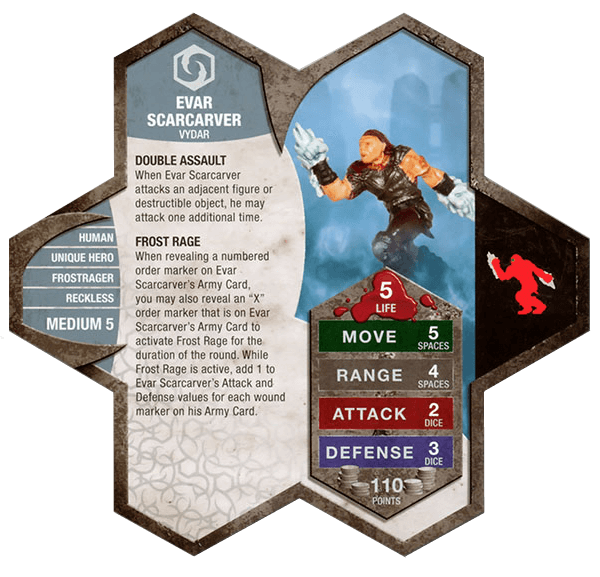 EVAR
SCARCARVER
VYDAR
DOUBLE ASSAULT
When Evar Scarcarver
attacks an adjacent figure or
destructible object, he may
attack one additional time.
FROST RAGE
When revealing a numbered
order marker on Evar
Scarcarver's Army Card,
you may also reveal an "X"
order marker that is on Evar
Scarcarver's Army Card to
activate Frost Rage for the
duration of the round. While
Frost Rage is active, add 1 to
Evar Scarcarver's Attack and
Defense values for each wound
marker on his Army Card.
HUMAN
UNIQUE HERO
FROSTRAGER
RECKLESS
MEDIUM 5
5
LIFE
MOVE 5
SPACES
RANGE 4
SPACES
ATTACK 2
DICE
DEFENSE 3
DICE
110
POINTS